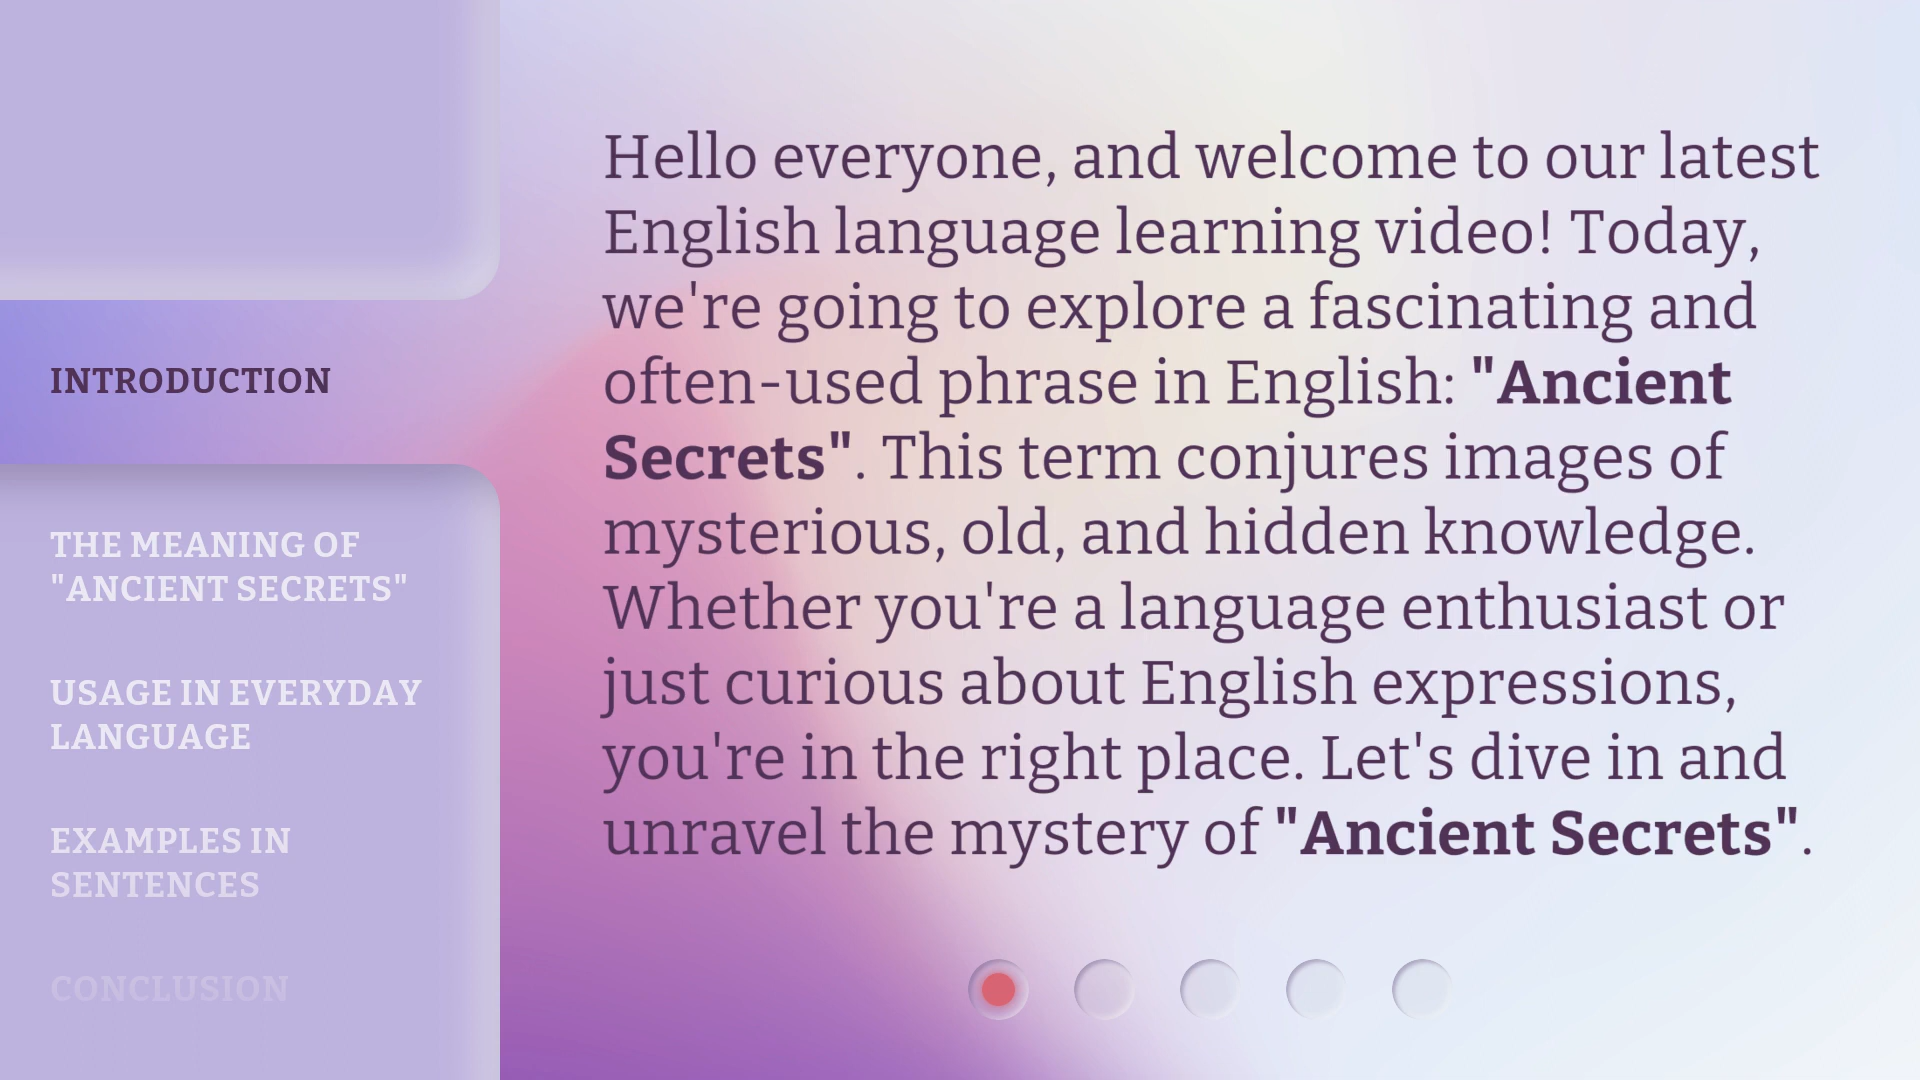 INTRODUCTION
THE MEANING OF
"ANCIENT SECRETS"
USAGE IN EVERYDAY
LANGUAGE
EXAMPLES IN
SENTENCES
CONCLUSION
Hello everyone, and welcome to our latest
English language learning video! Today,
we're going to explore a fascinating and
often-used phrase in English: "Ancient
Secrets". This term conjures images of
mysterious, old, and hidden knowledge.
Whether you're a language enthusiast or
just curious about English expressions,
you're in the right place. Let's dive in and
unravel the mystery of "Ancient Secrets".